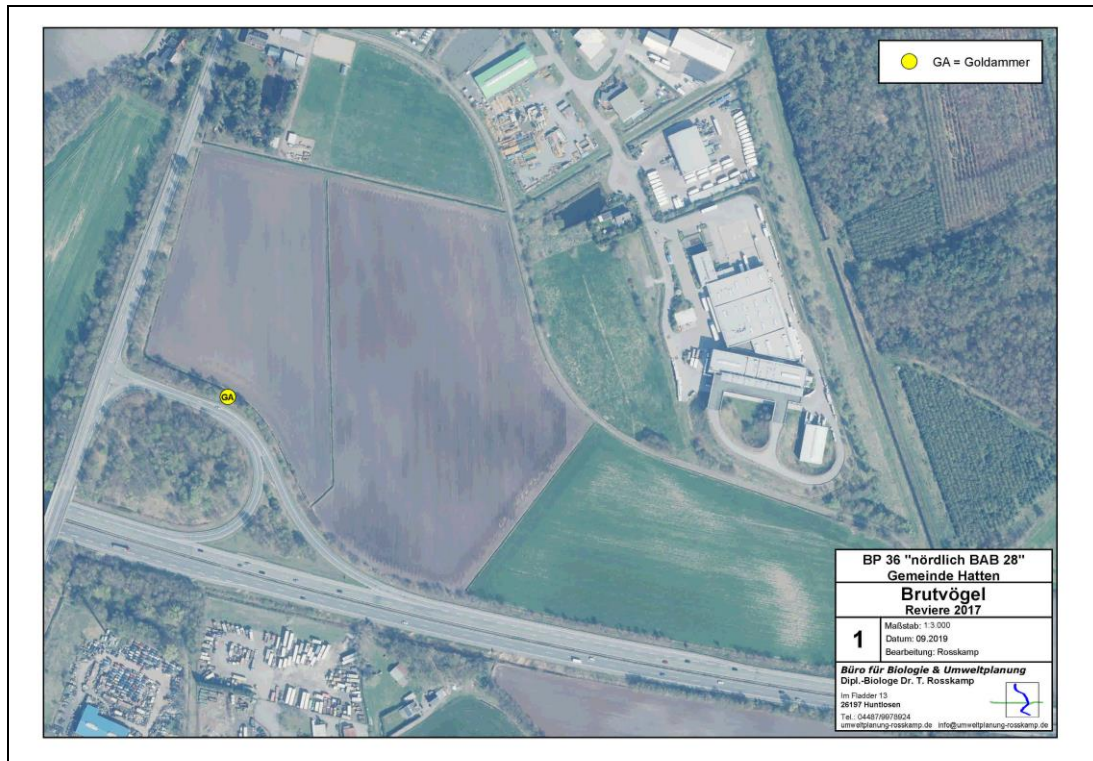 GA = Goldammer
GA
BP 36 "nördlich BAB 28"
Gemeinde Hatten
Brutvögel
Reviere 2017
1
Maßstab: 1:3.000
Datum: 09.2019
Bearbeitung: Rosskamp
Büro für Biologie & Umweltplanung
Dipl.-Biologe Dr. T. Rosskamp
Im Fladder 13
26197 Huntlosen
Tel.: 04487/9978924
umweltplanung-rosskamp.de info@umweltplanung-rosskamp.de